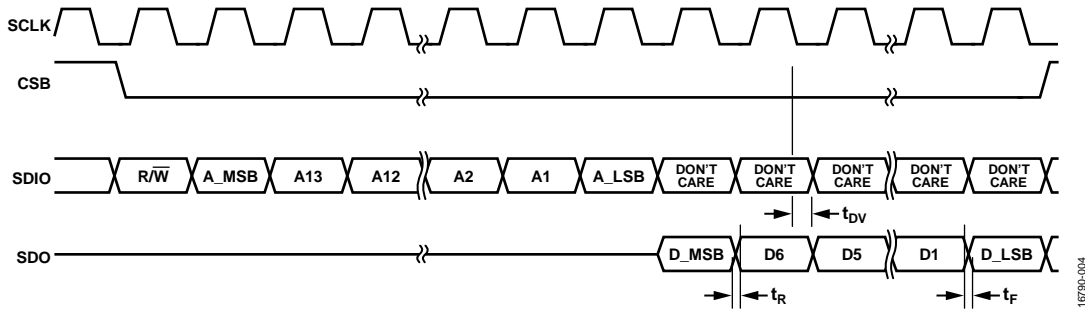 SCLK
CSB
SDIO R/W̅ A_MSB A13 A12 A2 A1 A_LSB DON'T CARE DON'T CARE DON'T CARE DON'T CARE DON'T CARE
tDV
SDO D_MSB D6 D5 D1 D_LSB
tR tF
16790-004